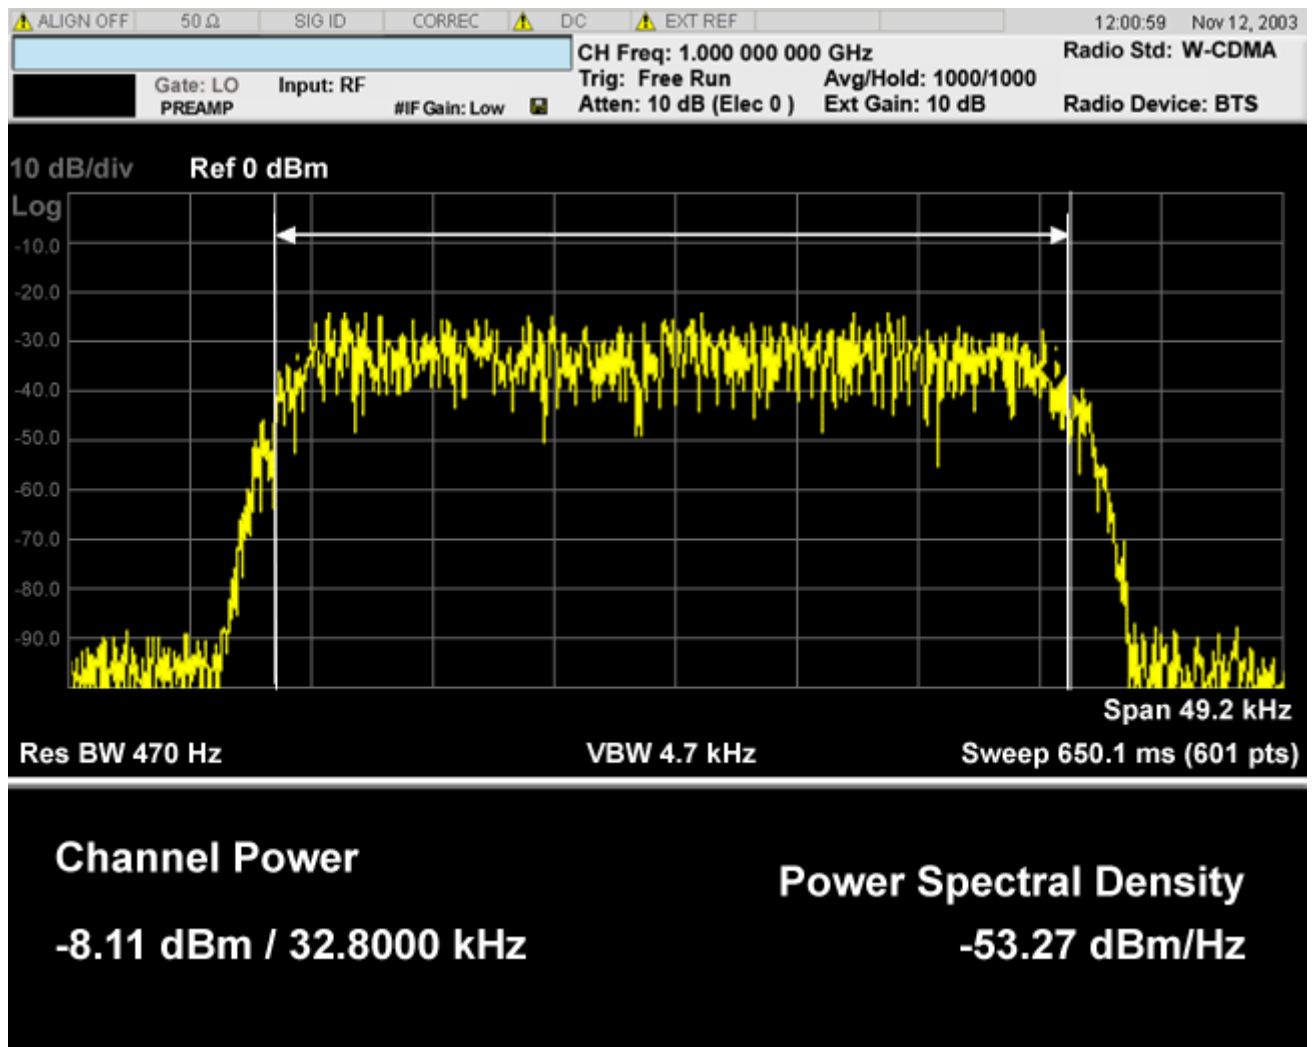 ALIGN OFF 50 Ω SIG ID CORREC DC EXT REF 12:00:59 Nov 12, 2003
CH Freq: 1.000 000 000 GHz Radio Std: W-CDMA
Gate: LO Input: RF Trig: Free Run Avg/Hold: 1000/1000
PREAMP #IF Gain: Low Atten: 10 dB (Elec 0 ) Ext Gain: 10 dB Radio Device: BTS
10 dB/div Ref 0 dBm
Log
-10.0
-20.0
-30.0
-40.0
-50.0
-60.0
-70.0
-80.0
-90.0
Span 49.2 kHz
Res BW 470 Hz VBW 4.7 kHz Sweep 650.1 ms (601 pts)
Channel Power
Power Spectral Density
-8.11 dBm / 32.8000 kHz -53.27 dBm/Hz